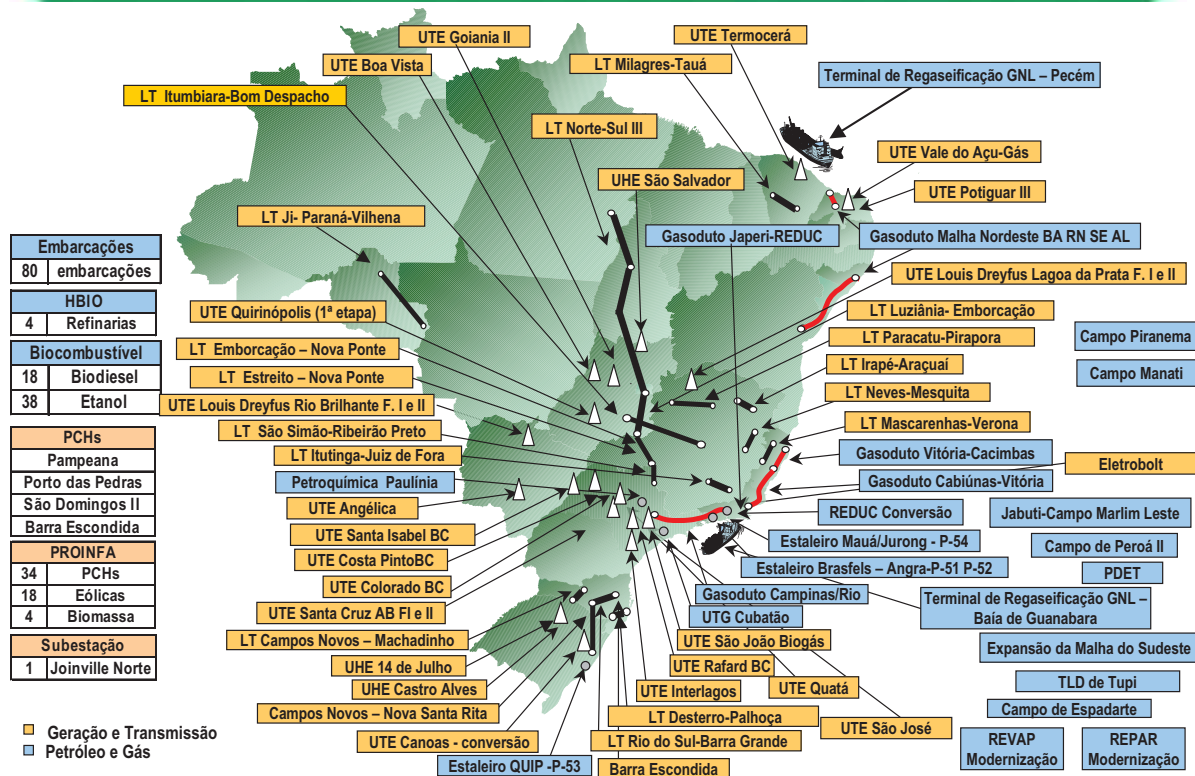 UTE Goiania II
UTE Termocerá
UTE Boa Vista
LT Milagres-Tauá
Terminal de Regaseificação GNL – Pecém
LT Itumbiara-Bom Despacho
LT Norte-Sul III
UTE Vale do Açu-Gás
UHE São Salvador
UTE Potiguar III
LT Ji- Paraná-Vilhena
Gasoduto Japeri-REDUC
Gasoduto Malha Nordeste BA RN SE AL
Embarcações
80 embarcações
UTE Louis Dreyfus Lagoa da Prata F. I e II
HBIO
4 Refinarias
UTE Quirinópolis (1ª etapa)
LT Luziânia- Emborcação
LT Paracatu-Pirapora
Campo Piranema
Biocombustível
18 Biodiesel
38 Etanol
LT Emborcação – Nova Ponte
LT Irapé-Araçuaí
Campo Manati
LT Estreito – Nova Ponte
LT Neves-Mesquita
UTE Louis Dreyfus Rio Brilhante F. I e II
LT Mascarenhas-Verona
LT São Simão-Ribeirão Preto
PCHs
Pampeana
Porto das Pedras
São Domingos II
Barra Escondida
LT Itutinga-Juiz de Fora
Gasoduto Vitória-Cacimbas
Eletrobolt
Petroquímica Paulínia
Gasoduto Cabiúnas-Vitória
UTE Angélica
REDUC Conversão
Jabuti-Campo Marlim Leste
UTE Santa Isabel BC
Estaleiro Mauá/Jurong - P-54
Campo de Peroá II
PROINFA
34 PCHs
18 Eólicas
4 Biomassa
UTE Costa PintoBC
Estaleiro Brasfels – Angra-P-51 P-52
PDET
UTE Colorado BC
Gasoduto Campinas/Rio
Terminal de Regaseificação GNL –
Baía de Guanabara
UTE Santa Cruz AB FI e II
UTG Cubatão
LT Campos Novos – Machadinho
UTE São João Biogás
Expansão da Malha do Sudeste
Subestação
1 Joinville Norte
UHE 14 de Julho
UTE Rafard BC
TLD de Tupi
UHE Castro Alves
UTE Interlagos
UTE Quatá
Campos Novos – Nova Santa Rita
LT Desterro-Palhoça
UTE São José
Campo de Espadarte
Geração e Transmissão
Petróleo e Gás
UTE Canoas - conversão
LT Rio do Sul-Barra Grande
REVAP
Modernização
REPAR
Modernização
Estaleiro QUIP -P-53
Barra Escondida